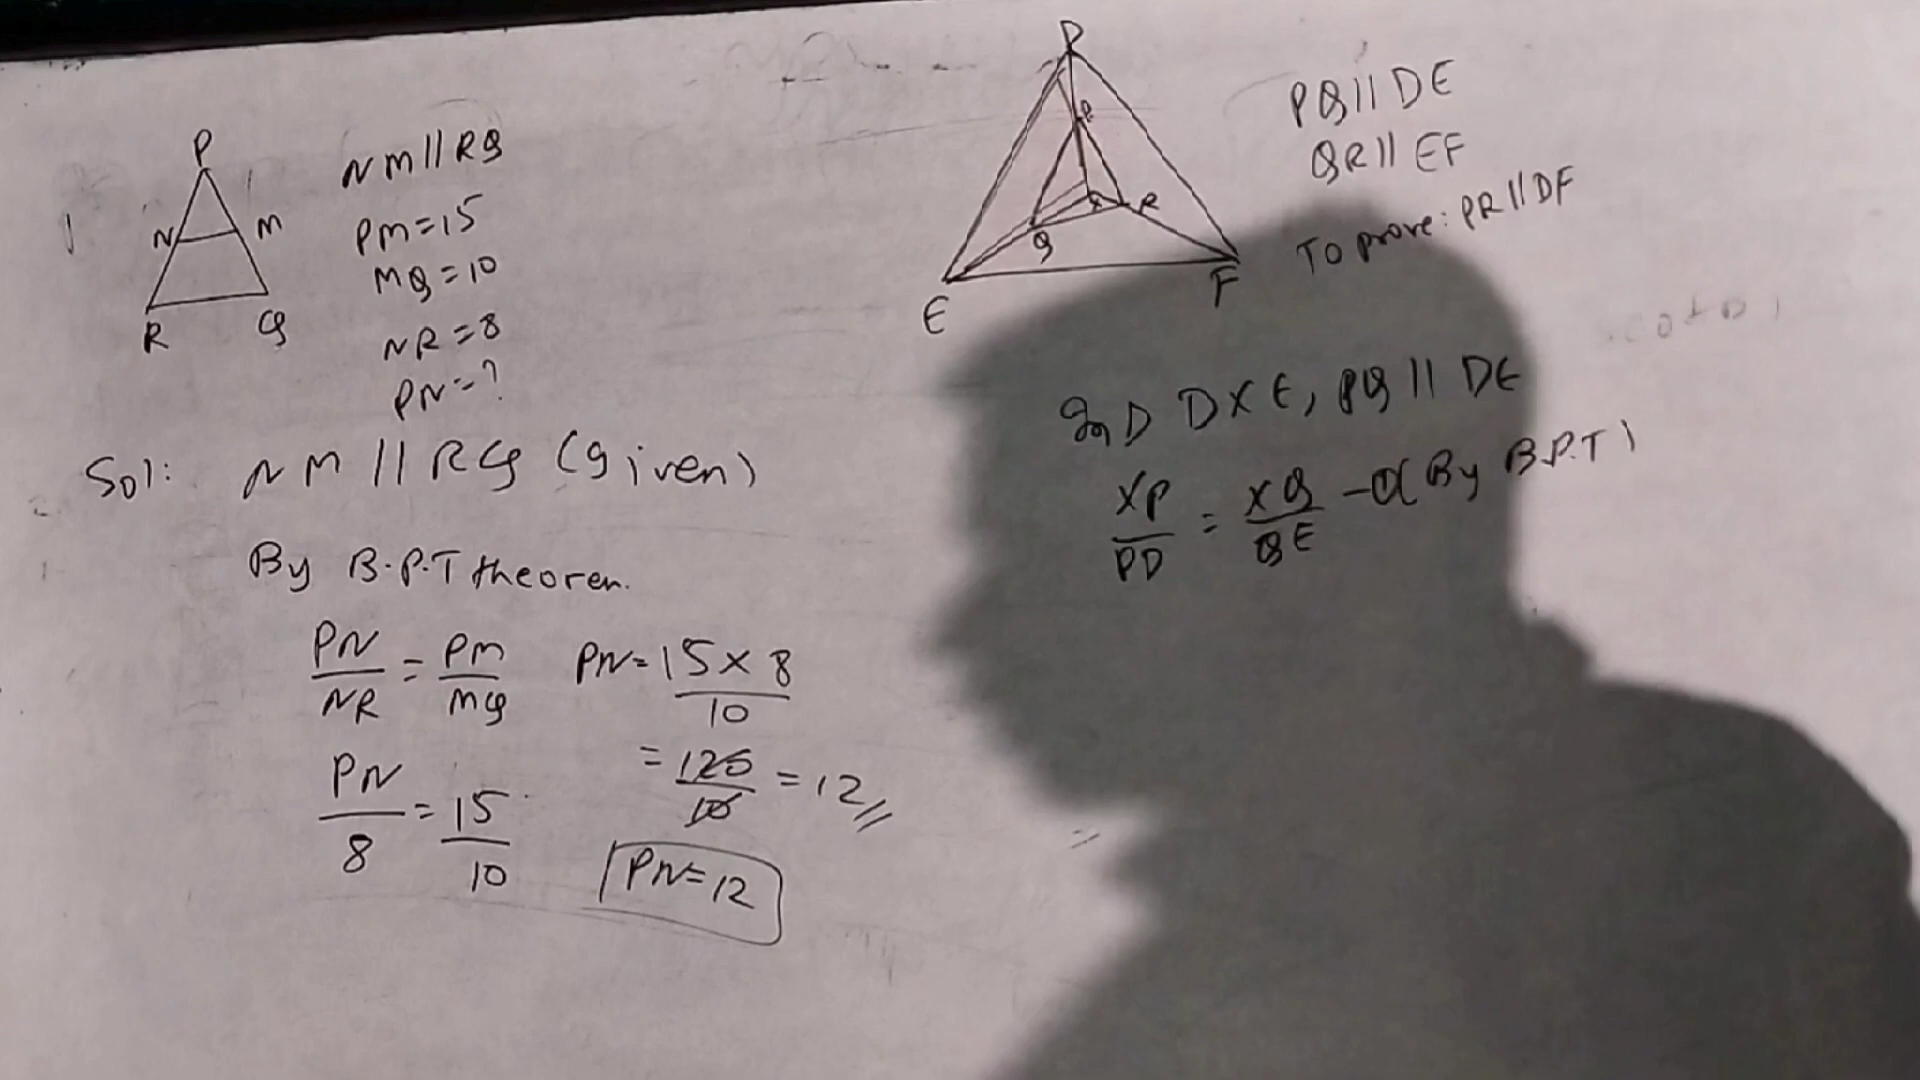 P
N M
R Q
NM || RQ
PM = 15
MQ = 10
NR = 8
PN = ?
Sol: NM || RQ (given)
By B.P.T theorem.
PN/NR = PM/MQ
PN/8 = 15/10
PN = 15 × 8/10
= 120/10 = 12
PN = 12
D
P
X R
Q
E F
PQ || DE
QR || EF
To prove: PR || DF
DXE, PQ || DE
XP/PD = XQ/QE (By B.P.T)